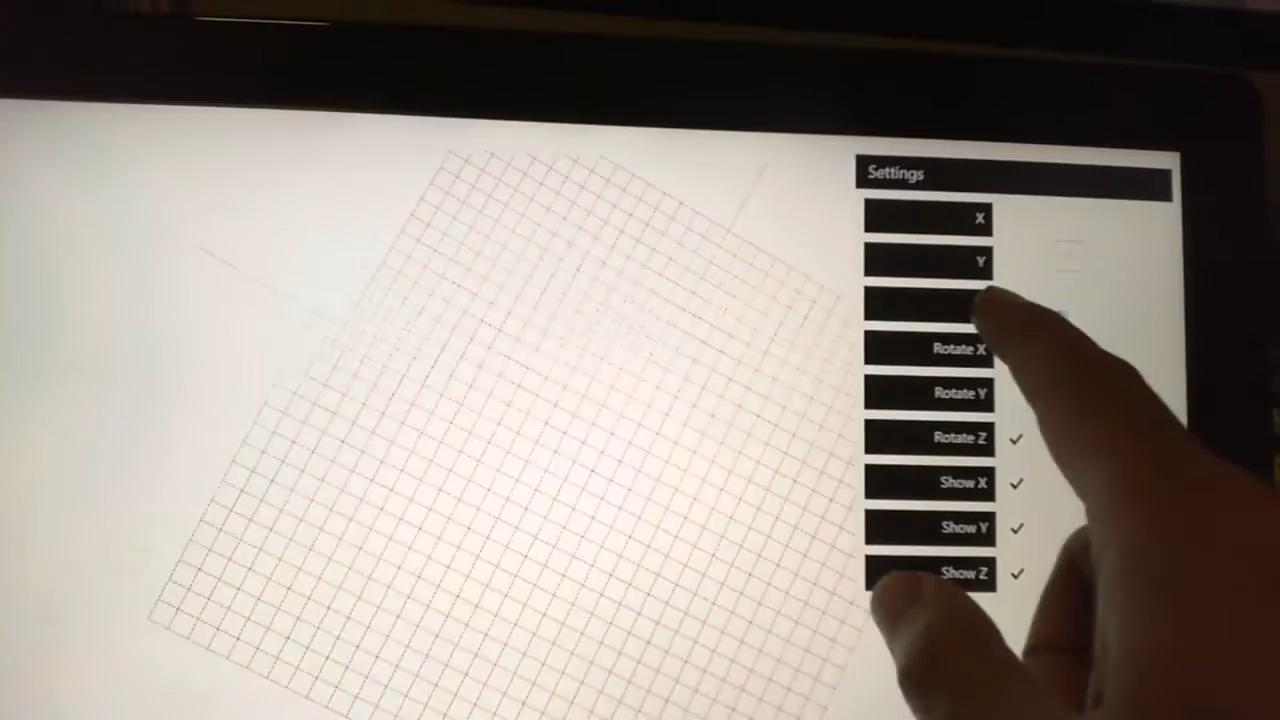 Settings
X
Y
Rotate X
Rotate Y
Rotate Z
Show X
Show Y
Show Z